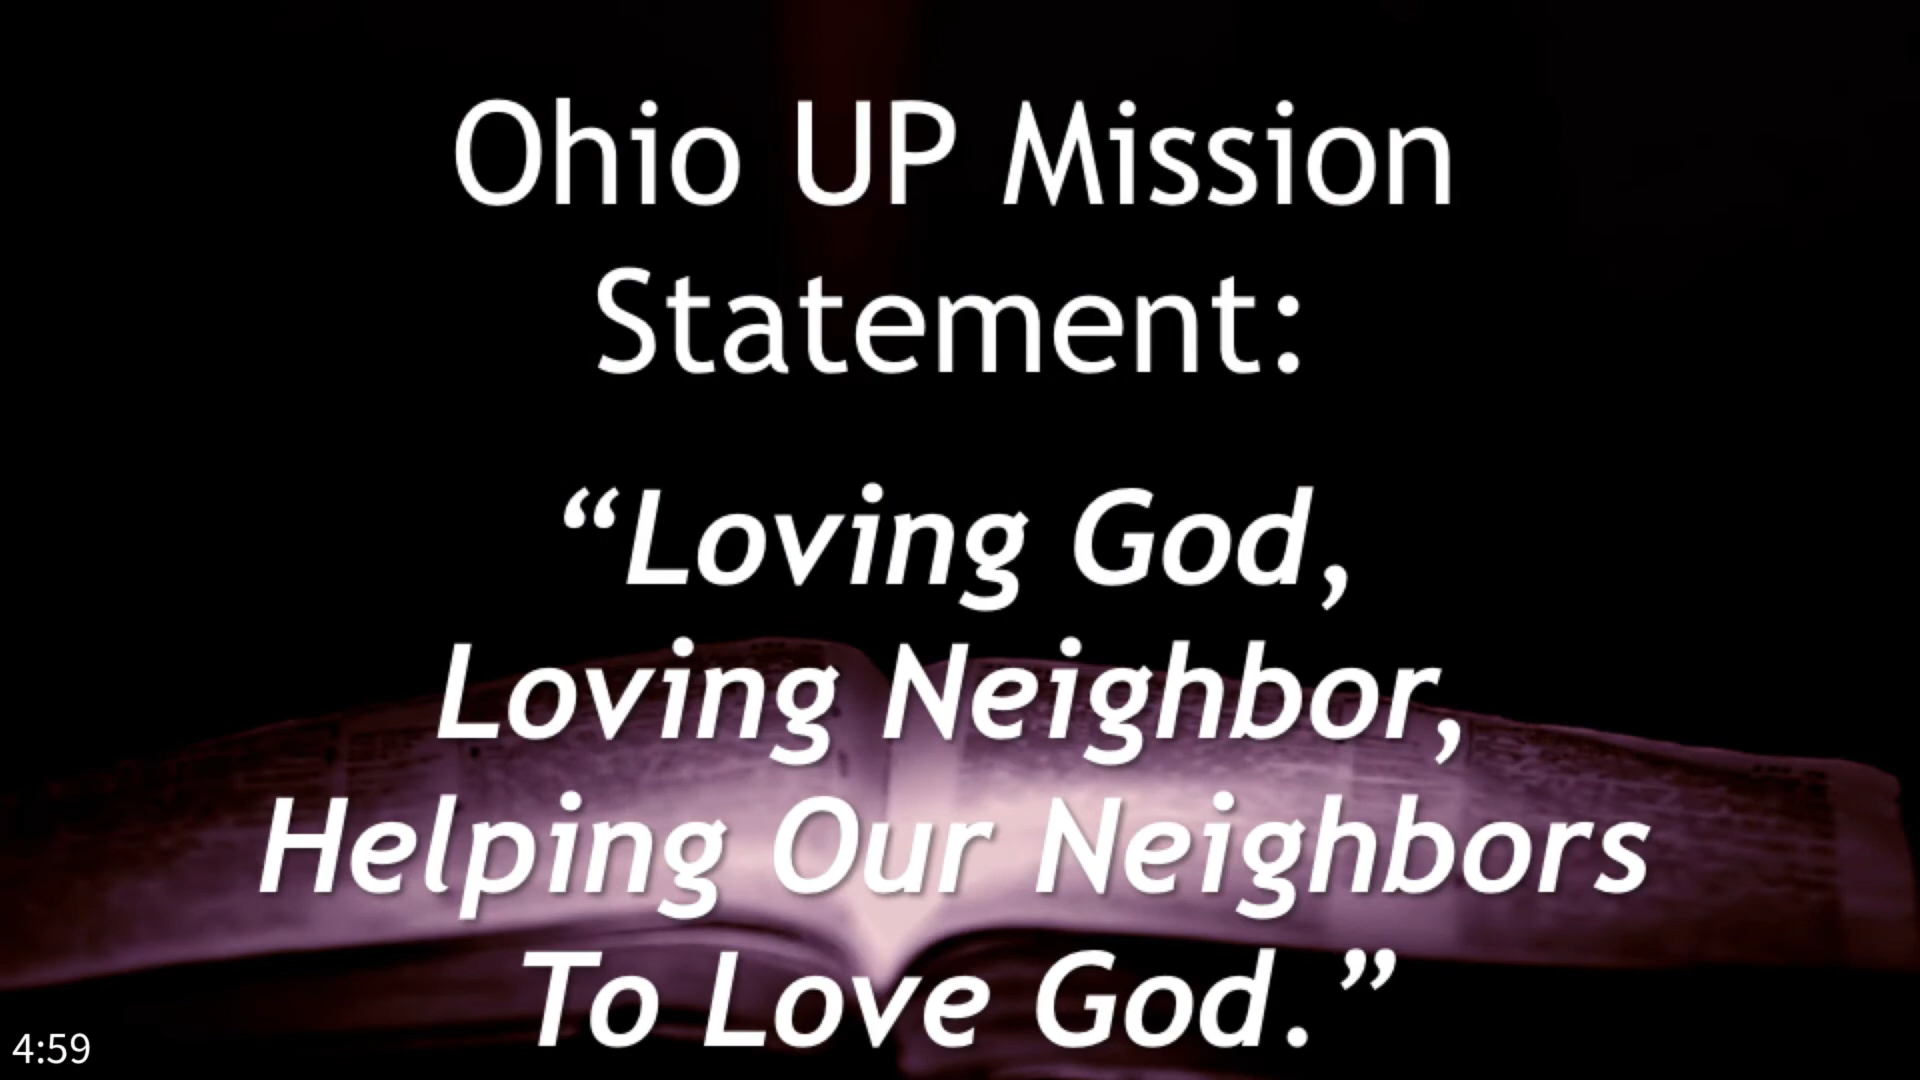 Ohio UP Mission
Statement:
“Loving God,
Loving Neighbor,
Helping Our Neighbors
To Love God.”
4:59